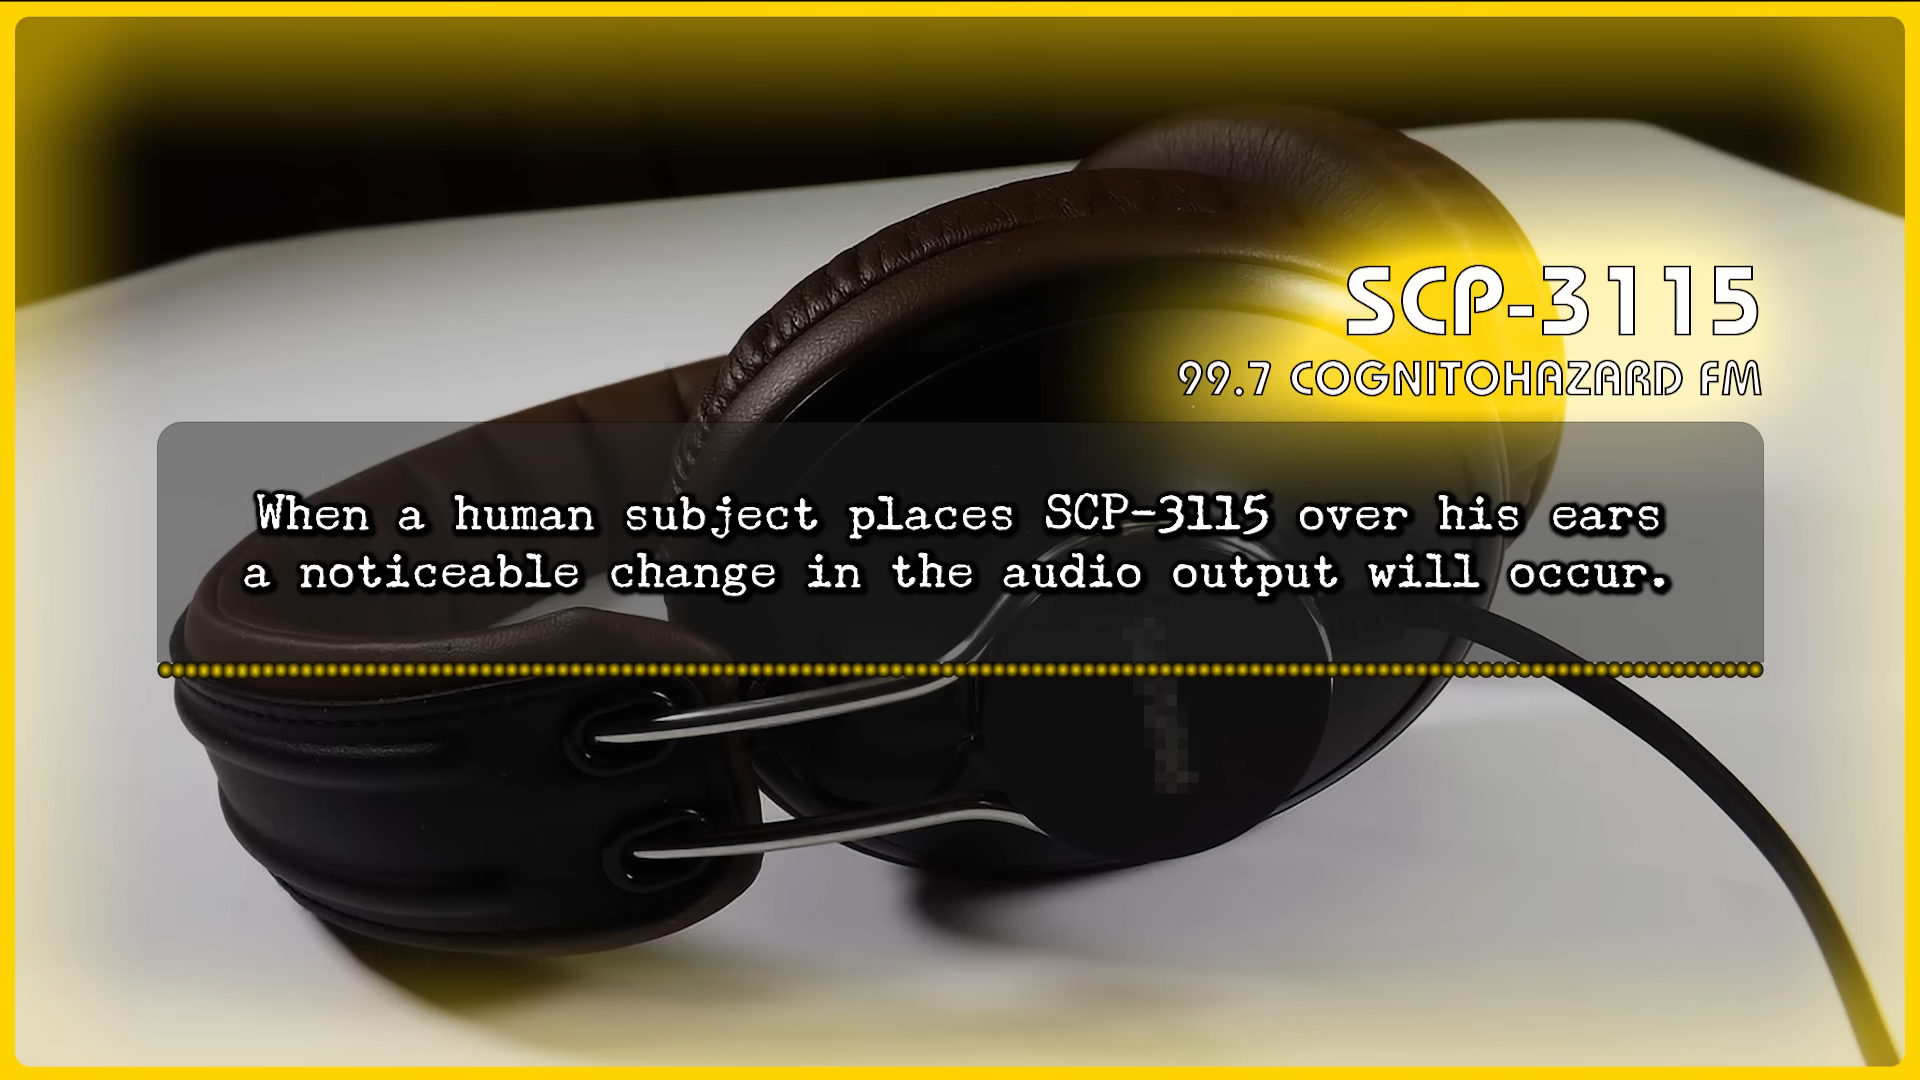 SCP-3115
99.7 COGNITOHAZARD FM
When a human subject places SCP-3115 over his ears
a noticeable change in the audio output will occur.